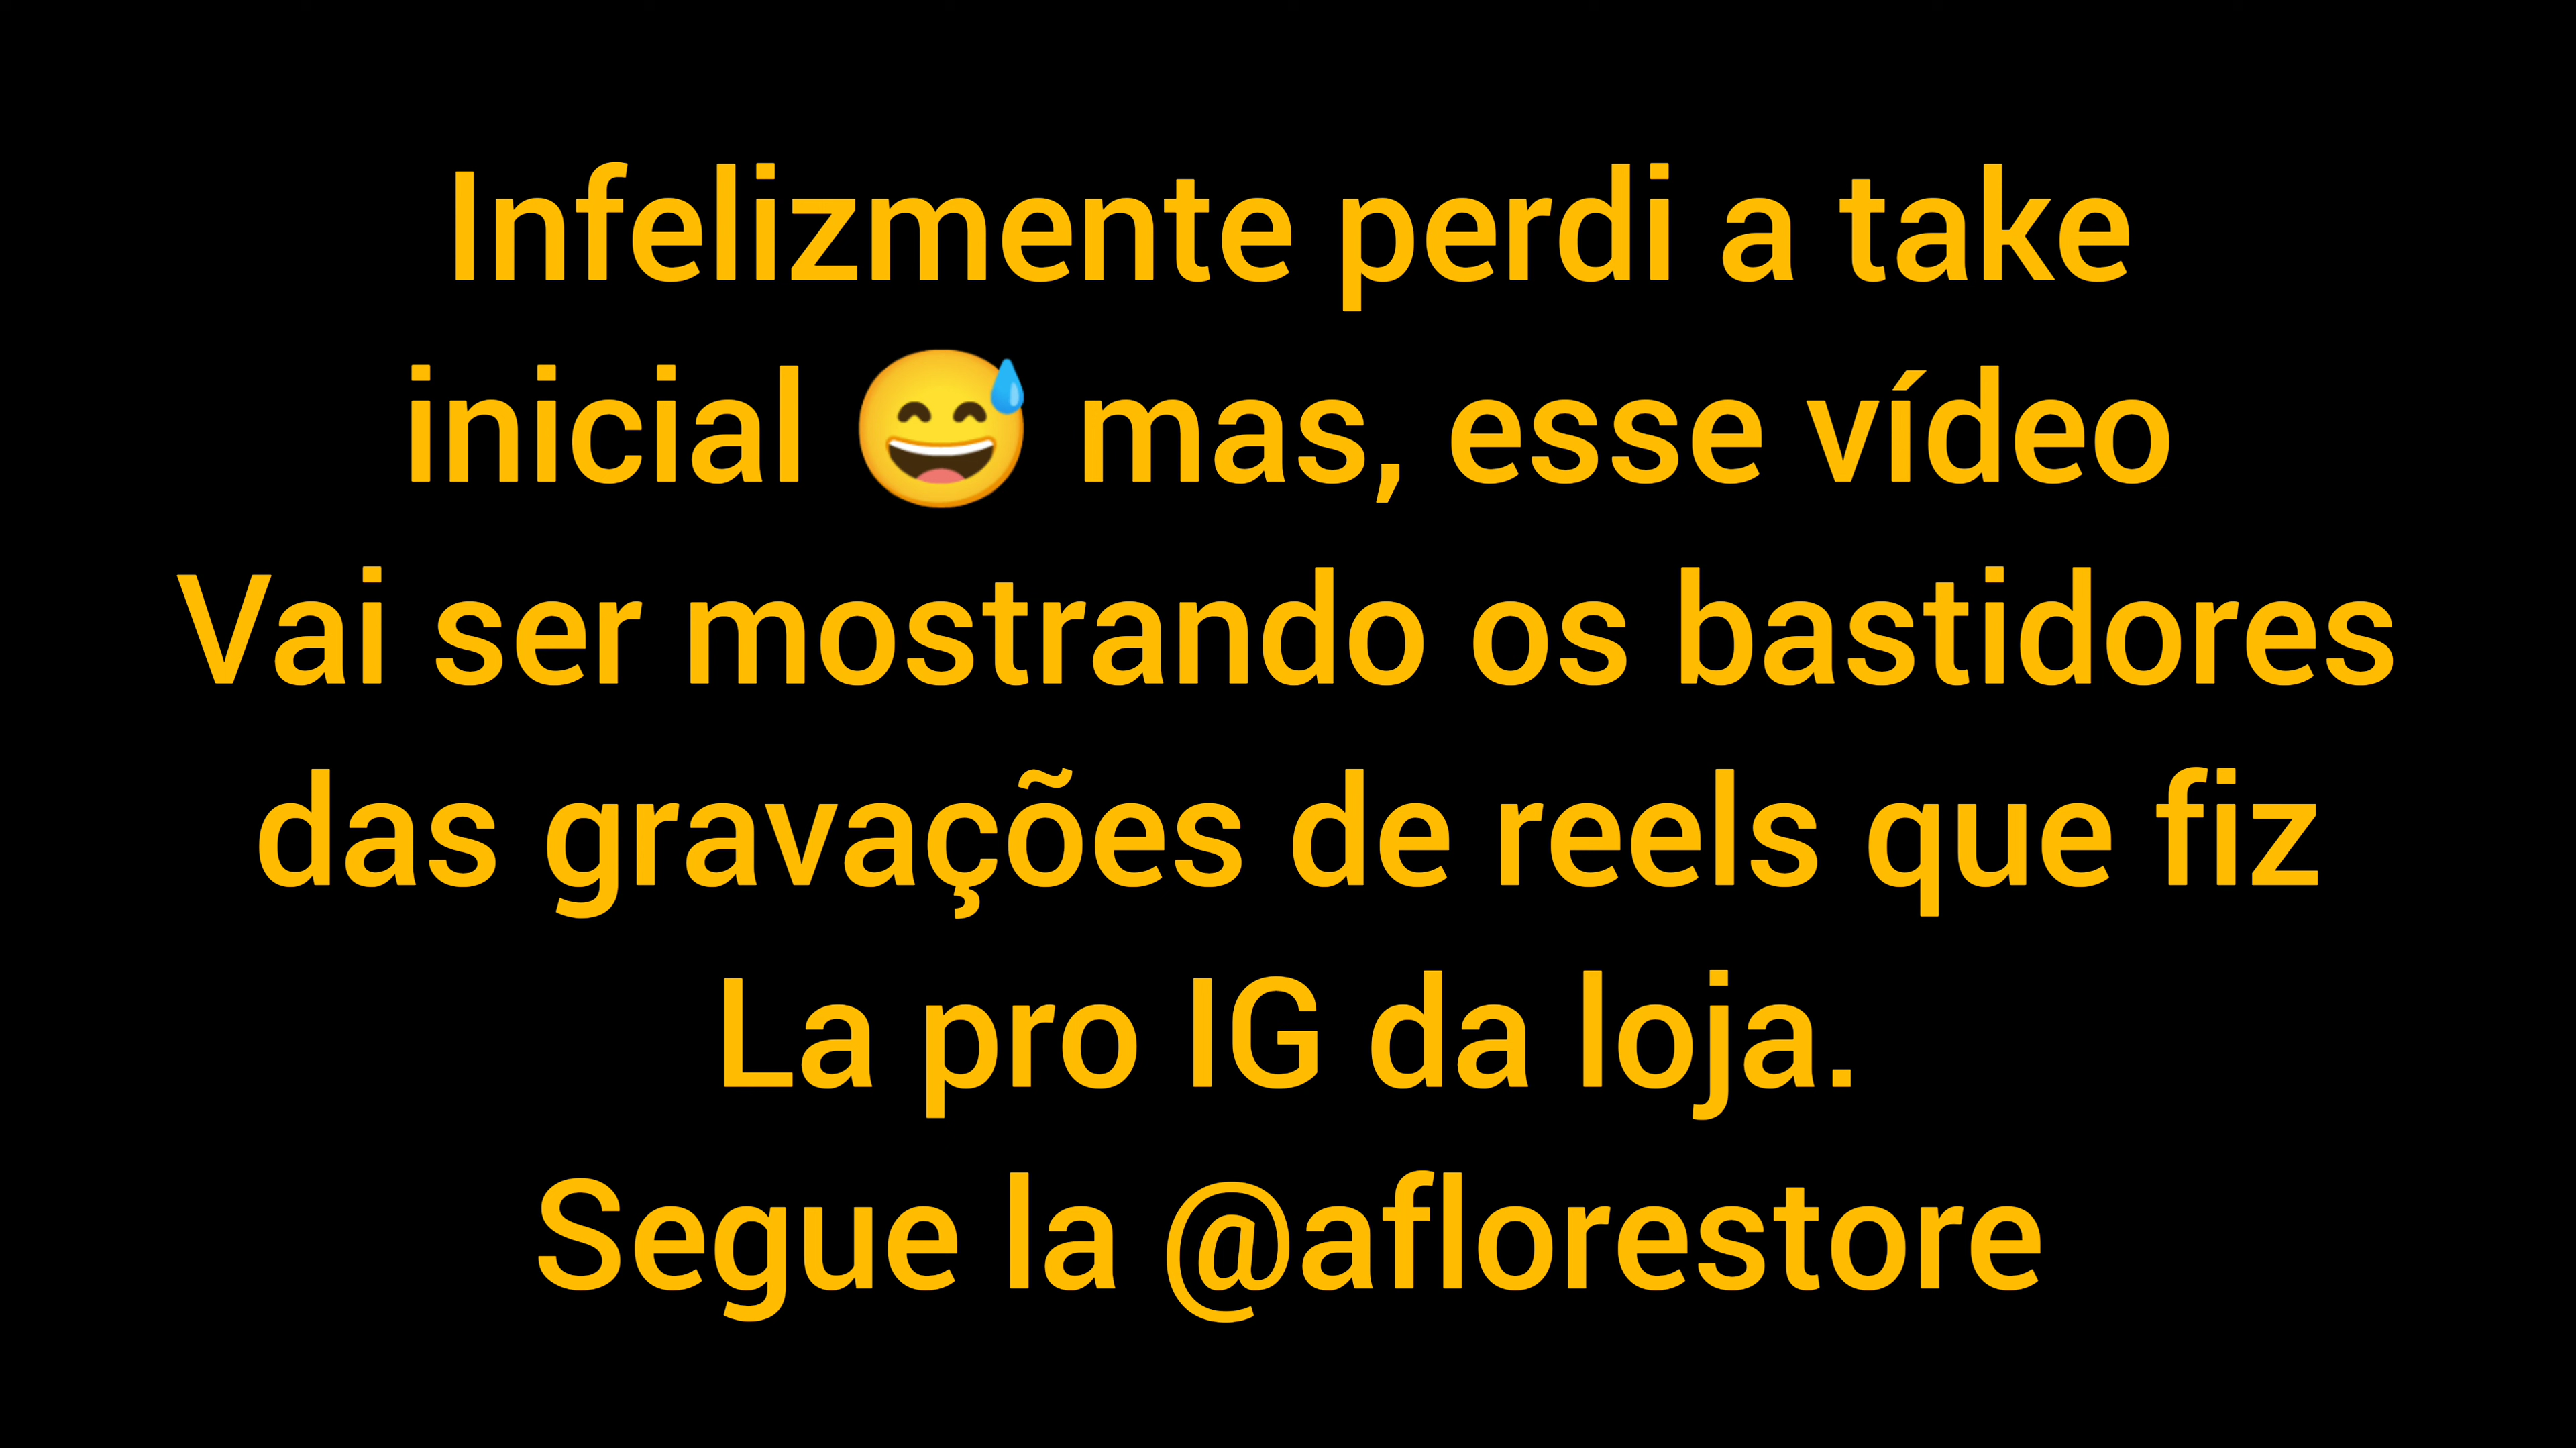 Infelizmente perdi a take
inicial 😅 mas, esse vídeo
Vai ser mostrando os bastidores
das gravações de reels que fiz
La pro IG da loja.
Segue la @aflorestore